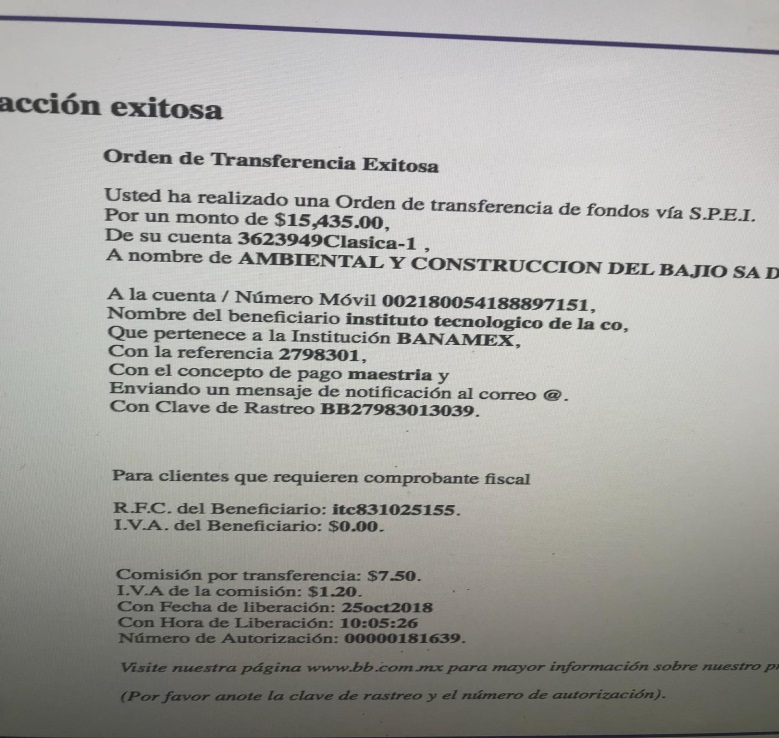 acción exitosa
Orden de Transferencia Exitosa
Usted ha realizado una Orden de transferencia de fondos vía S.P.E.I.
Por un monto de $15,435.00,
De su cuenta 3623949Clasica-1 ,
A nombre de AMBIENTAL Y CONSTRUCCION DEL BAJIO SA D
A la cuenta / Número Móvil 002180054188897151,
Nombre del beneficiario instituto tecnologico de la co,
Que pertenece a la Institución BANAMEX,
Con la referencia 2798301,
Con el concepto de pago maestria y
Enviando un mensaje de notificación al correo @.
Con Clave de Rastreo BB27983013039.
Para clientes que requieren comprobante fiscal
R.F.C. del Beneficiario: itc831025155.
I.V.A. del Beneficiario: $0.00.
Comisión por transferencia: $7.50.
I.V.A de la comisión: $1.20.
Con Fecha de liberación: 25oct2018
Con Hora de Liberación: 10:05:26
Número de Autorización: 00000181639.
Visite nuestra página www.bb.com.mx para mayor información sobre nuestro p
(Por favor anote la clave de rastreo y el número de autorización).